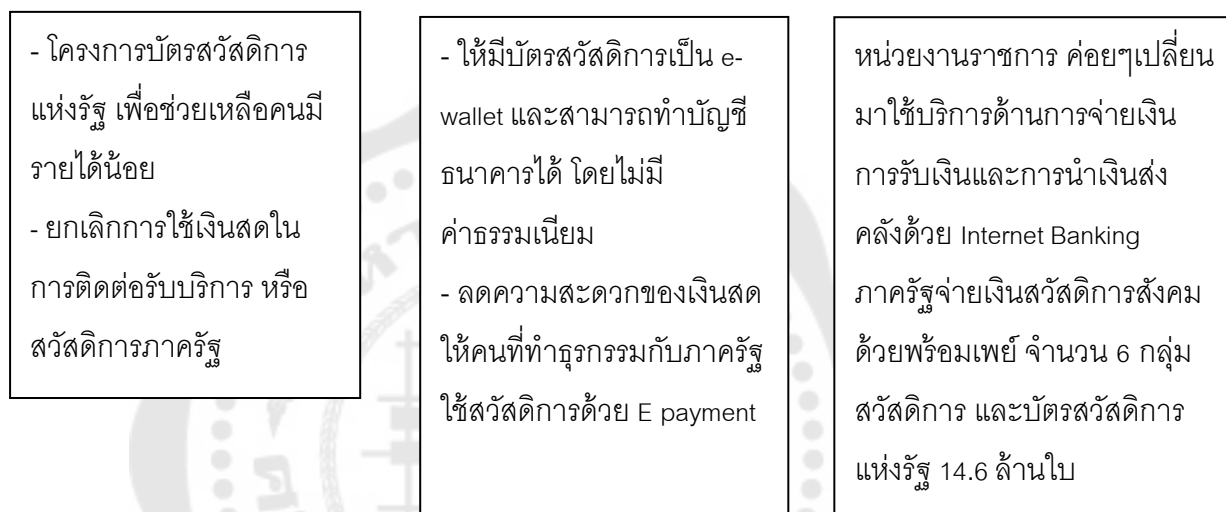 - โครงการบัตรสวัสดิการ
แห่งรัฐ เพื่อช่วยเหลือคนมี
รายได้น้อย
- ยกเลิกการใช้เงินสดใน
การติดต่อรับบริการ หรือ
สวัสดิการภาครัฐ
- ให้มีบัตรสวัสดิการเป็น e-
wallet และสามารถทำบัญชี
ธนาคารได้ โดยไม่มี
ค่าธรรมเนียม
- ลดความสะดวกของเงินสด
ให้คนที่ทำธุรกรรมกับภาครัฐ
ใช้สวัสดิการด้วย E payment
หน่วยงานราชการ ค่อยๆเปลี่ยน
มาใช้บริการด้านการจ่ายเงิน
การรับเงินและการนำเงินส่ง
คลังด้วย Internet Banking
ภาครัฐจ่ายเงินสวัสดิการสังคม
ด้วยพร้อมเพย์ จำนวน 6 กลุ่ม
สวัสดิการ และบัตรสวัสดิการ
แห่งรัฐ 14.6 ล้านใบ